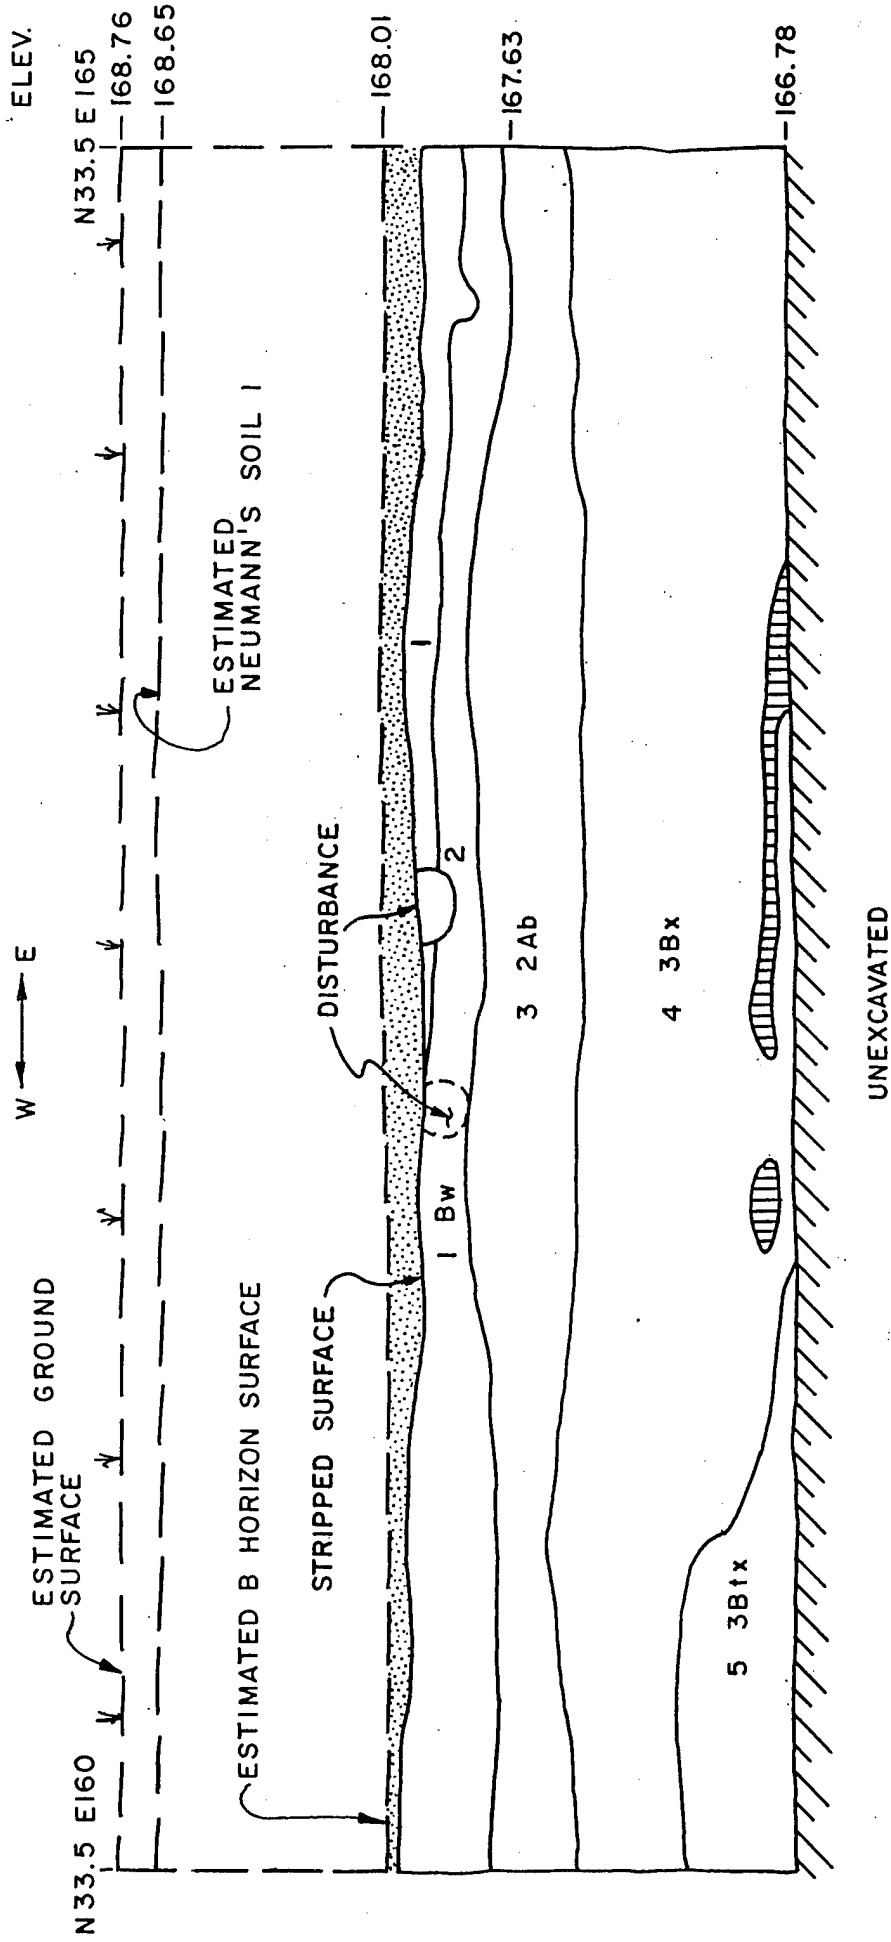 W E
ELEV.
N33.5 E160
N33.5 E 165
168.76
168.65
ESTIMATED GROUND
SURFACE
ESTIMATED
NEUMANN'S SOIL I
168.01
ESTIMATED B HORIZON SURFACE
STRIPPED SURFACE
DISTURBANCE
1
2
1 Bw
167.63
3 2Ab
4 3Bx
5 3Btx
166.78
UNEXCAVATED